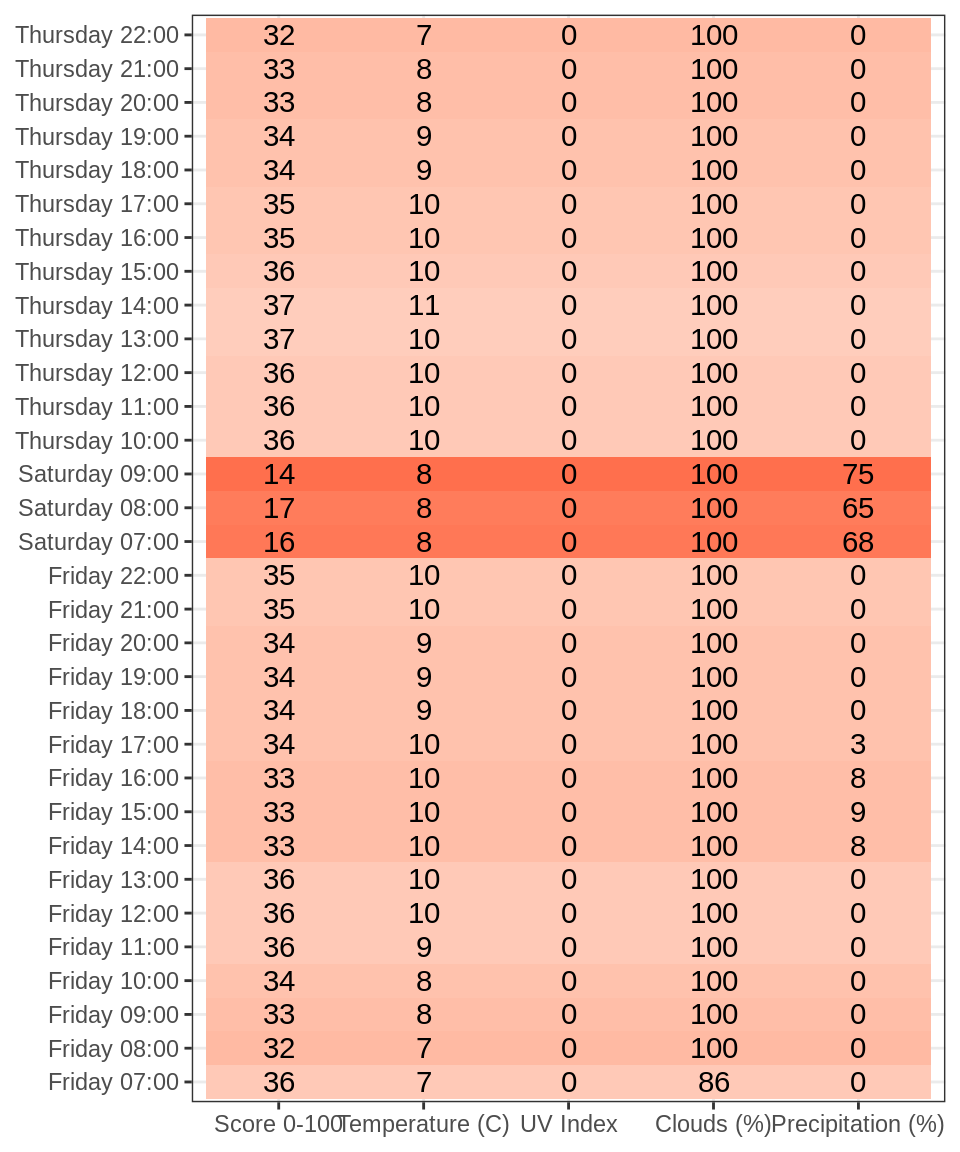 Thursday 22:00 32 7 0 100 0
Thursday 21:00 33 8 0 100 0
Thursday 20:00 33 8 0 100 0
Thursday 19:00 34 9 0 100 0
Thursday 18:00 34 9 0 100 0
Thursday 17:00 35 10 0 100 0
Thursday 16:00 35 10 0 100 0
Thursday 15:00 36 10 0 100 0
Thursday 14:00 37 11 0 100 0
Thursday 13:00 37 10 0 100 0
Thursday 12:00 36 10 0 100 0
Thursday 11:00 36 10 0 100 0
Thursday 10:00 36 10 0 100 0
Saturday 09:00 14 8 0 100 75
Saturday 08:00 17 8 0 100 65
Saturday 07:00 16 8 0 100 68
Friday 22:00 35 10 0 100 0
Friday 21:00 35 10 0 100 0
Friday 20:00 34 9 0 100 0
Friday 19:00 34 9 0 100 0
Friday 18:00 34 9 0 100 0
Friday 17:00 34 10 0 100 3
Friday 16:00 33 10 0 100 8
Friday 15:00 33 10 0 100 9
Friday 14:00 33 10 0 100 8
Friday 13:00 36 10 0 100 0
Friday 12:00 36 10 0 100 0
Friday 11:00 36 9 0 100 0
Friday 10:00 34 8 0 100 0
Friday 09:00 33 8 0 100 0
Friday 08:00 32 7 0 100 0
Friday 07:00 36 7 0 86 0
Score 0-100 Temperature (C) UV Index Clouds (%) Precipitation (%)